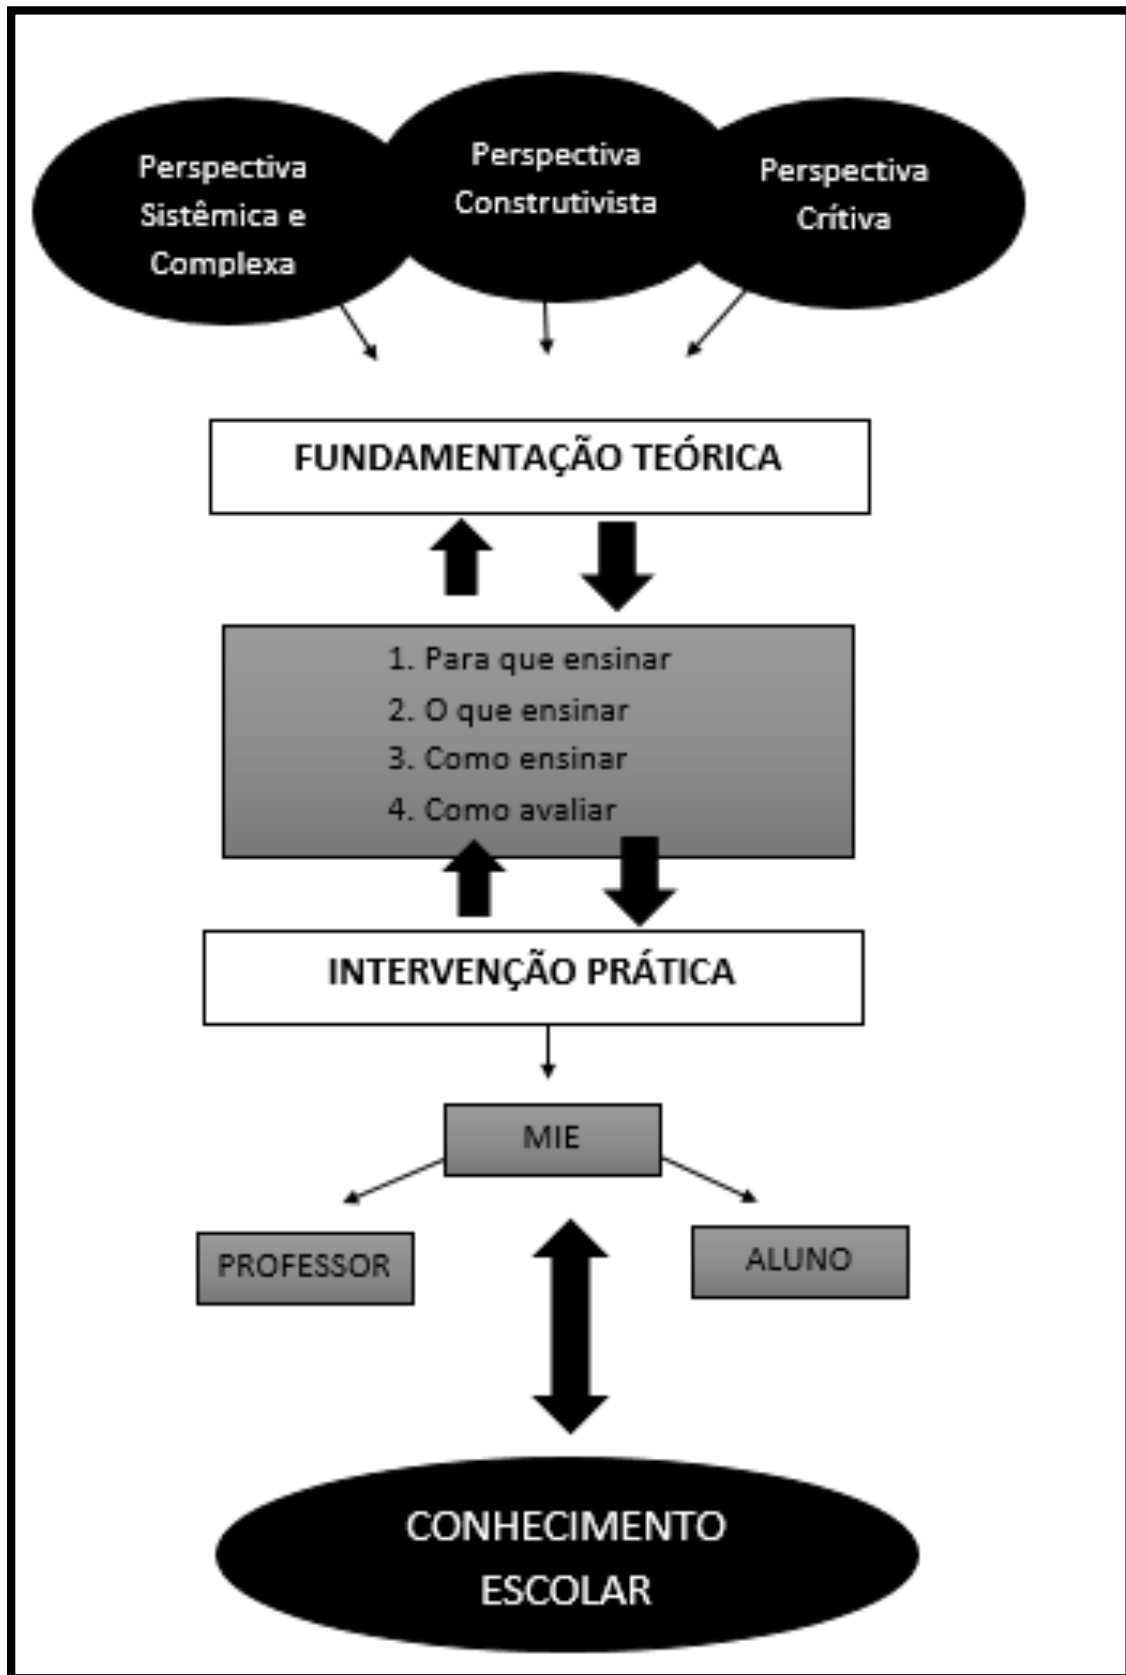 Perspectiva
Sistêmica e
Complexa
Perspectiva
Construtivista
Perspectiva
Crítiva
FUNDAMENTAÇÃO TEÓRICA
1. Para que ensinar
2. O que ensinar
3. Como ensinar
4. Como avaliar
INTERVENÇÃO PRÁTICA
MIE
PROFESSOR
ALUNO
CONHECIMENTO
ESCOLAR